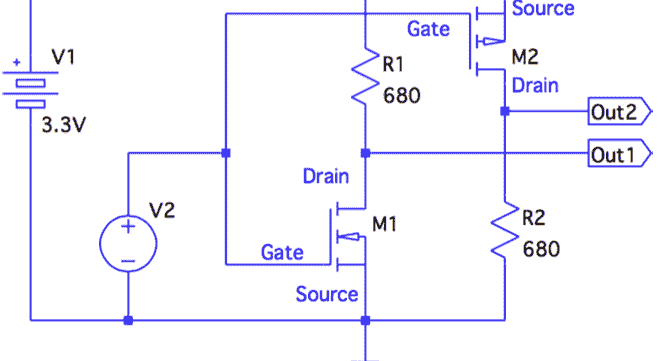 Source
Gate
V1
R1
M2
680
Drain
3.3V
Out2
Out1
Drain
V2
M1
R2
Gate
680
Source